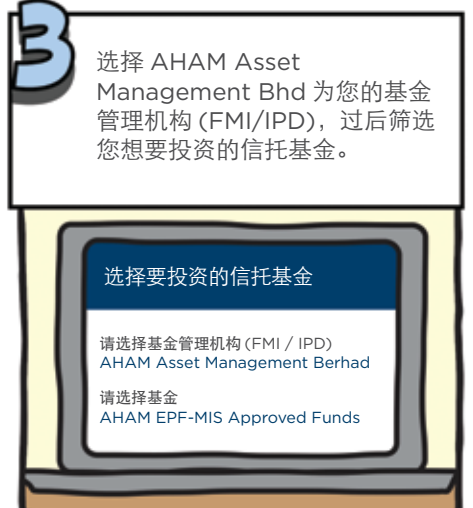 3
选择 AHAM Asset
Management Bhd 为您的基金
管理机构 (FMI/IPD)，过后筛选
您想要投资的信托基金。
选择要投资的信托基金
请选择基金管理机构 (FMI / IPD)
AHAM Asset Management Berhad
请选择基金
AHAM EPF-MIS Approved Funds